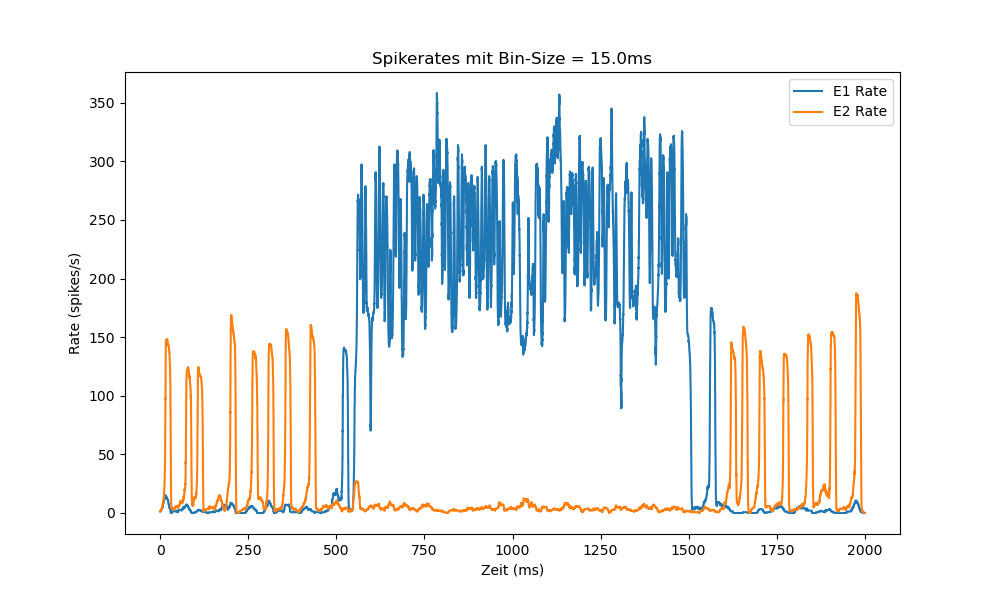 Spikerates mit Bin-Size = 15.0ms
E1 Rate
E2 Rate
Rate (spikes/s)
350
300
250
200
150
100
50
0
0 250 500 750 1000 1250 1500 1750 2000
Zeit (ms)